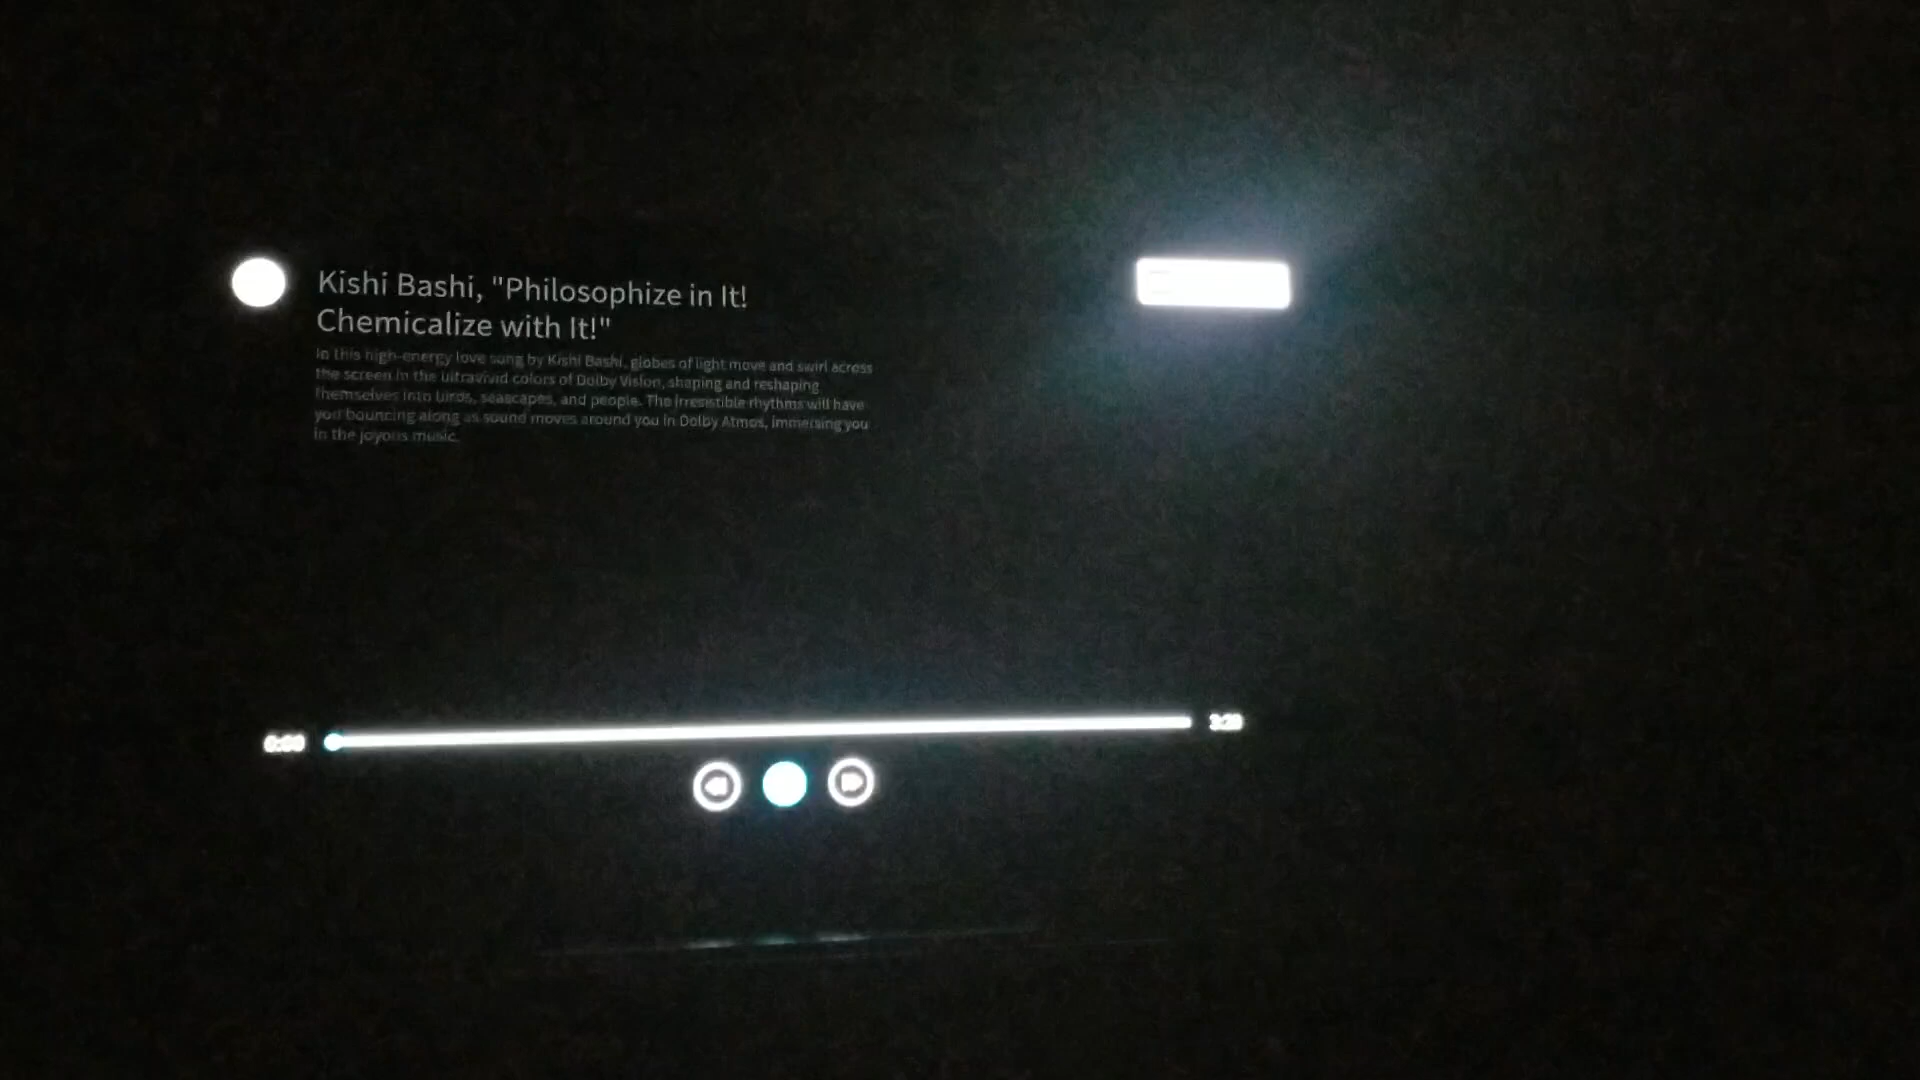 Kishi Bashi, "Philosophize in It!
Chemicalize with It!"
In this high-energy love song by Kishi Bashi, globes of light move and swirl across
the screen in the ultravivid colors of Dolby Vision, shaping and reshaping
themselves into birds, seascapes, and people. The irresistible rhythms will have
you bouncing along as sound moves around you in Dolby Atmos, immersing you
in the joyous music.
0:00